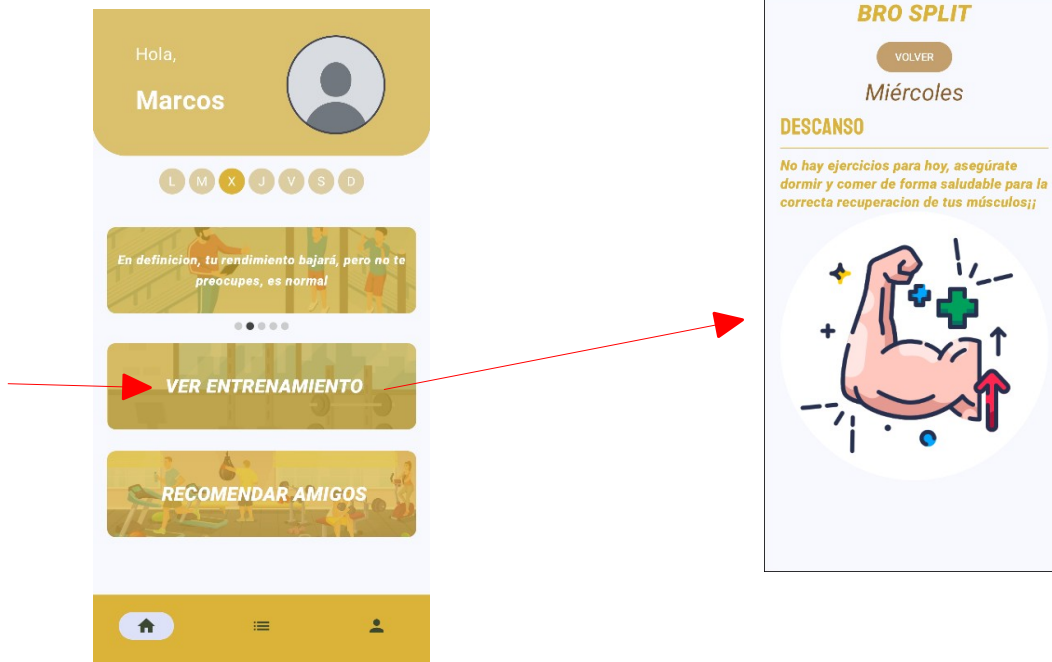 Hola,
Marcos
L M X J V S D
En definicion, tu rendimiento bajará, pero no te
preocupes, es normal
VER ENTRENAMIENTO
RECOMENDAR AMIGOS
BRO SPLIT
VOLVER
Miércoles
DESCANSO
No hay ejercicios para hoy, asegúrate
dormir y comer de forma saludable para la
correcta recuperacion de tus músculos¡¡